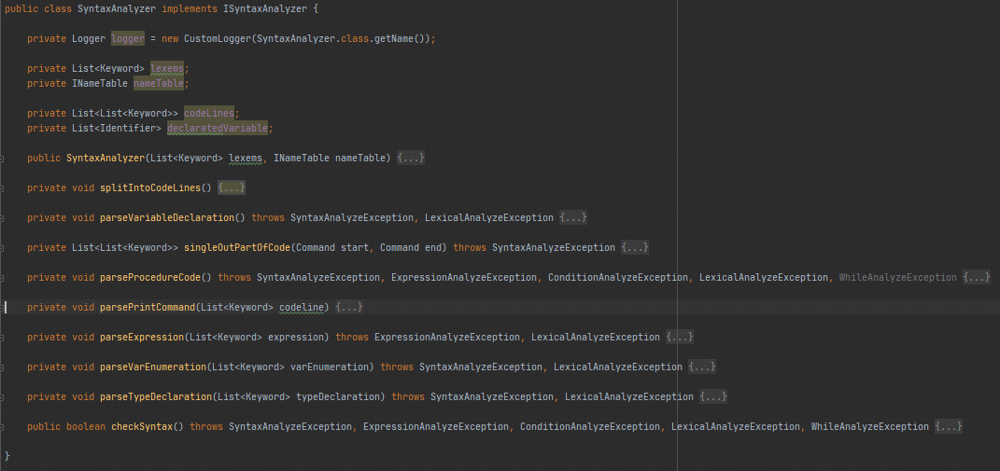 public class SyntaxAnalyzer implements ISyntaxAnalyzer {
private Logger logger = new CustomLogger(SyntaxAnalyzer.class.getName());
private List<Keyword> lexems;
private INameTable nameTable;
private List<List<Keyword>> codeLines;
private List<Identifier> declaratedVariable;
public SyntaxAnalyzer(List<Keyword> lexems, INameTable nameTable) {...}
private void splitIntoCodeLines() {...}
private void parseVariableDeclaration() throws SyntaxAnalyzeException, LexicalAnalyzeException {...}
private List<List<Keyword>> singleOutPartOfCode(Command start, Command end) throws SyntaxAnalyzeException {...}
private void parseProcedureCode() throws SyntaxAnalyzeException, ExpressionAnalyzeException, ConditionAnalyzeException, LexicalAnalyzeException, WhileAnalyzeException {...}
private void parsePrintCommand(List<Keyword> codeline) {...}
private void parseExpression(List<Keyword> expression) throws ExpressionAnalyzeException, LexicalAnalyzeException {...}
private void parseVarEnumeration(List<Keyword> varEnumeration) throws SyntaxAnalyzeException, LexicalAnalyzeException {...}
private void parseTypeDeclaration(List<Keyword> typeDeclaration) throws SyntaxAnalyzeException, LexicalAnalyzeException {...}
public boolean checkSyntax() throws SyntaxAnalyzeException, ExpressionAnalyzeException, ConditionAnalyzeException, LexicalAnalyzeException, WhileAnalyzeException {...}
}